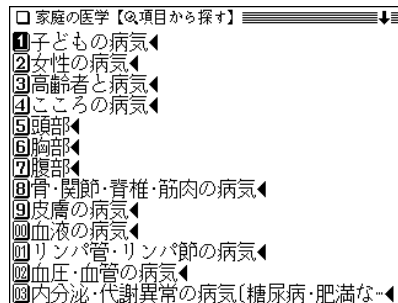 家庭の医学【🔍項目から探す】
1子どもの病気◀
2女性の病気◀
3高齢者と病気◀
4こころの病気◀
5頭部◀
6胸部◀
7腹部◀
8骨・関節・脊椎・筋肉の病気◀
9皮膚の病気◀
00血液の病気◀
01リンパ管・リンパ節の病気◀
02血圧・血管の病気◀
03内分泌・代謝異常の病気〔糖尿病・肥満な…◀